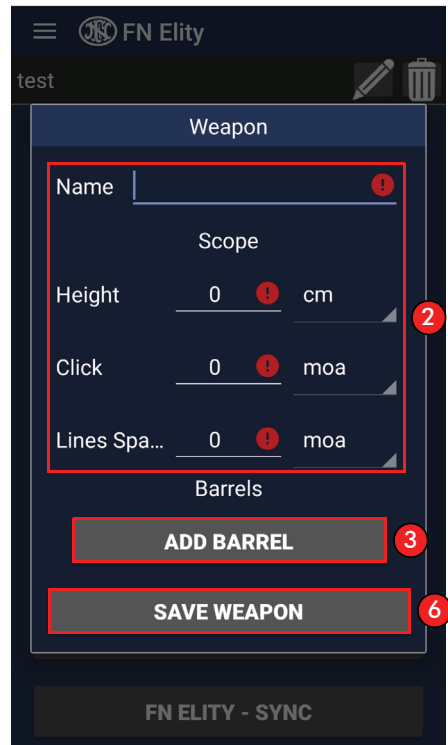 FN Elity
test
Weapon
Name !
Scope
Height 0 ! cm
2
Click 0 ! moa
Lines Spa... 0 ! moa
Barrels
ADD BARREL 3
SAVE WEAPON 6
FN ELITY - SYNC